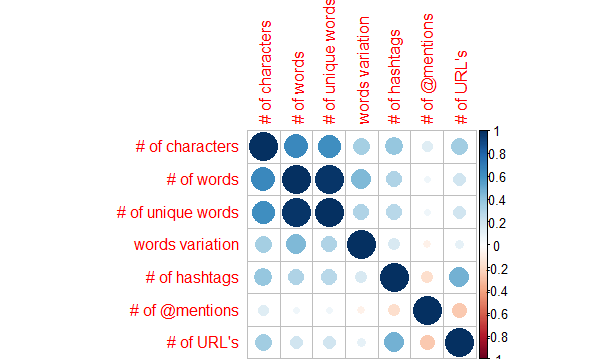 # of characters
# of words
# of unique words
words variation
# of hashtags
# of @mentions
# of URL's
# of characters
# of words
# of unique words
words variation
# of hashtags
# of @mentions
# of URL's
1
0.8
0.6
0.4
0.2
0
-0.2
-0.4
-0.6
-0.8